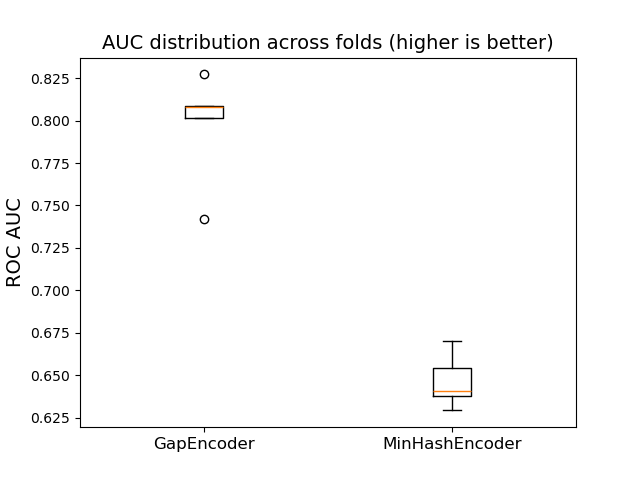 AUC distribution across folds (higher is better)
ROC AUC
0.825
0.800
0.775
0.750
0.725
0.700
0.675
0.650
0.625
GapEncoder
MinHashEncoder